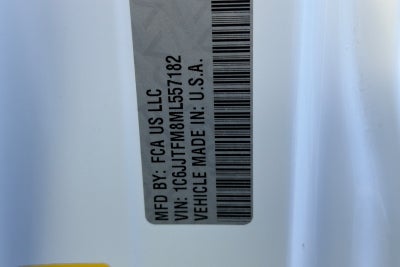 MFD BY: FCA US LLC
VIN: 1C6JJTFM8ML557182
VEHICLE MADE IN: U.S.A.